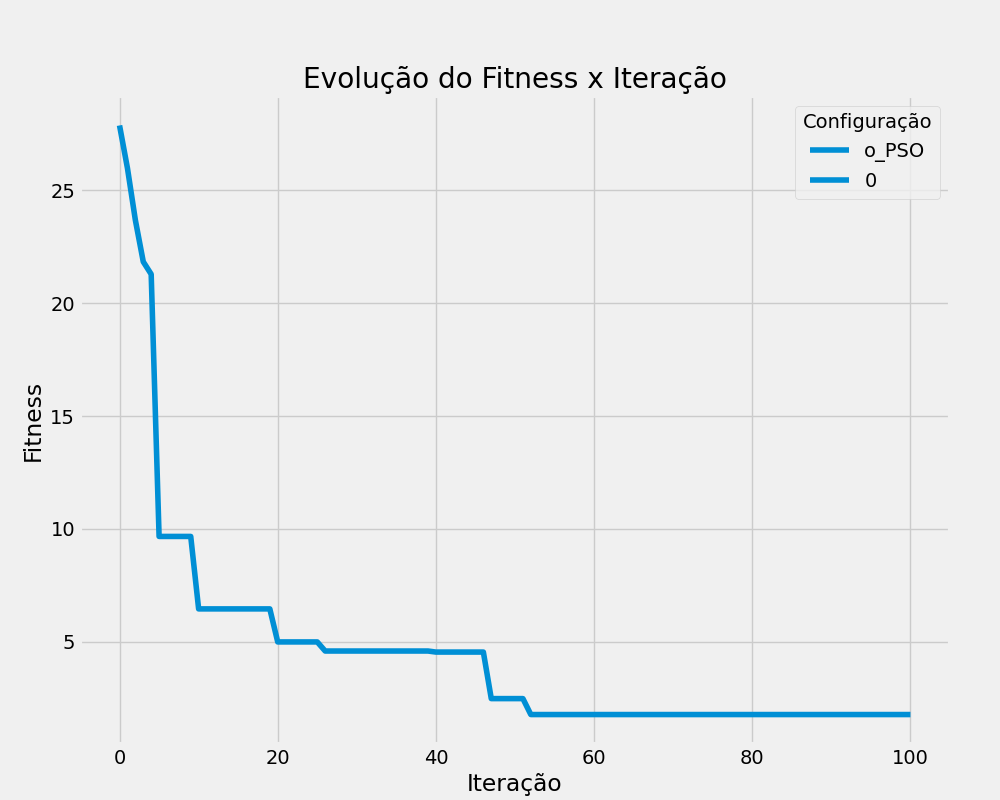 Evolução do Fitness x Iteração
Configuração
o_PSO
0
Fitness
25
20
15
10
5
0 20 40 60 80 100
Iteração